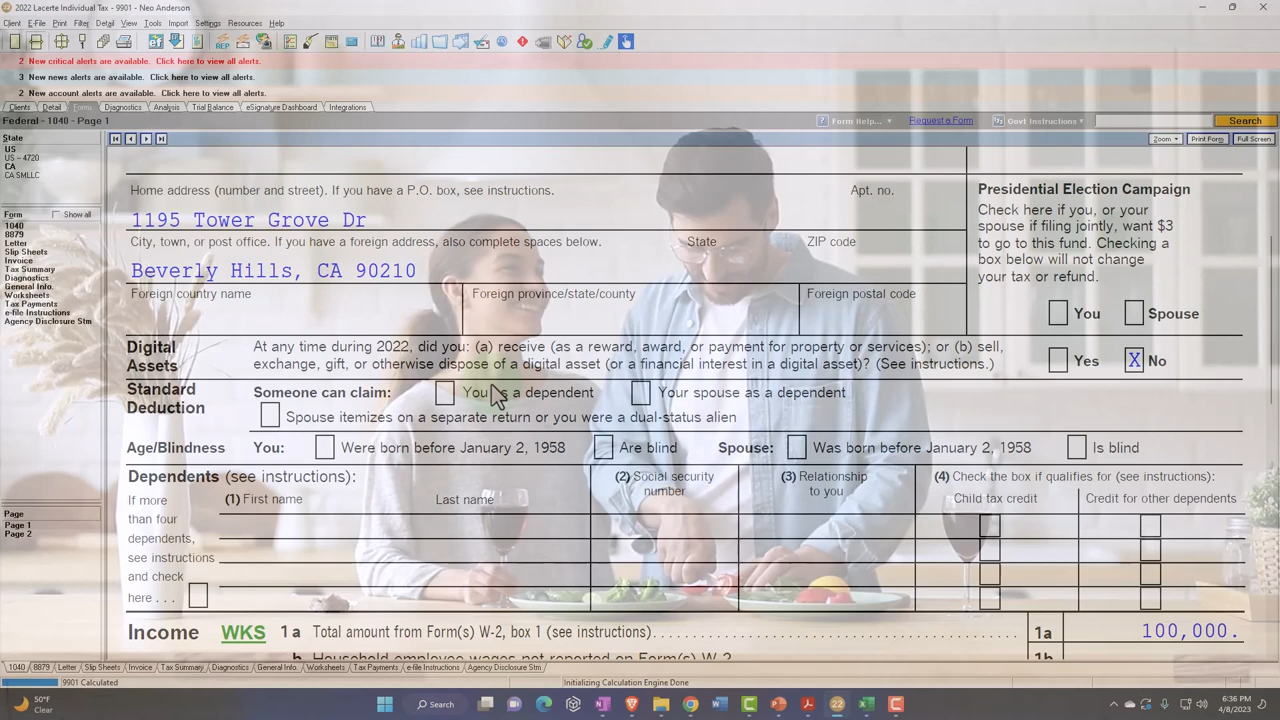 2022 Lacerte Individual Tax - 9901 - Neo Anderson
Client E-File Print Filter Detail View Tools Import Settings Resources Help
2 New critical alerts are available. Click here to view all alerts.
3 New news alerts are available. Click here to view all alerts.
2 New account alerts are available. Click here to view all alerts.
Clients Detail Forms Diagnostics Analysis Trial Balance eSignature Dashboard Integrations
Federal - 1040 - Page 1
Form Help... Request a Form Govt Instructions Search
Zoom Print Form Full Screen
State
US
US - 4720
CA
CA SMLLC
Form Show all
1040
8879
Letter
Slip Sheets
Invoice
Tax Summary
Diagnostics
General Info.
Worksheets
Tax Payments
e-file Instructions
Agency Disclosure Stm
Page
Page 1
Page 2
Home address (number and street). If you have a P.O. box, see instructions. Apt. no.
1195 Tower Grove Dr
City, town, or post office. If you have a foreign address, also complete spaces below. State ZIP code
Beverly Hills, CA 90210
Foreign country name Foreign province/state/county Foreign postal code
Presidential Election Campaign
Check here if you, or your
spouse if filing jointly, want $3
to go to this fund. Checking a
box below will not change
your tax or refund.
You Spouse
Digital Assets
At any time during 2022, did you: (a) receive (as a reward, award, or payment for property or services); or (b) sell,
exchange, gift, or otherwise dispose of a digital asset (or a financial interest in a digital asset)? (See instructions.) Yes X No
Standard Deduction
Someone can claim: You as a dependent Your spouse as a dependent
Spouse itemizes on a separate return or you were a dual-status alien
Age/Blindness You: Were born before January 2, 1958 Are blind Spouse: Was born before January 2, 1958 Is blind
Dependents (see instructions): (2) Social security number (3) Relationship to you (4) Check the box if qualifies for (see instructions):
(1) First name Last name Child tax credit Credit for other dependents
If more
than four
dependents,
see instructions
and check
here . . .
Income WKS 1a Total amount from Form(s) W-2, box 1 (see instructions) 1a 100,000.
b Household employee wages not reported on Form(s) W-2 1b
1040 8879 Letter Slip Sheets Invoice Tax Summary Diagnostics General Info. Worksheets Tax Payments e-file Instructions Agency Disclosure Stm
9901 Calculated Initializing Calculation Engine Done
50°F
Clear
Search
22
6:36 PM
4/8/2023